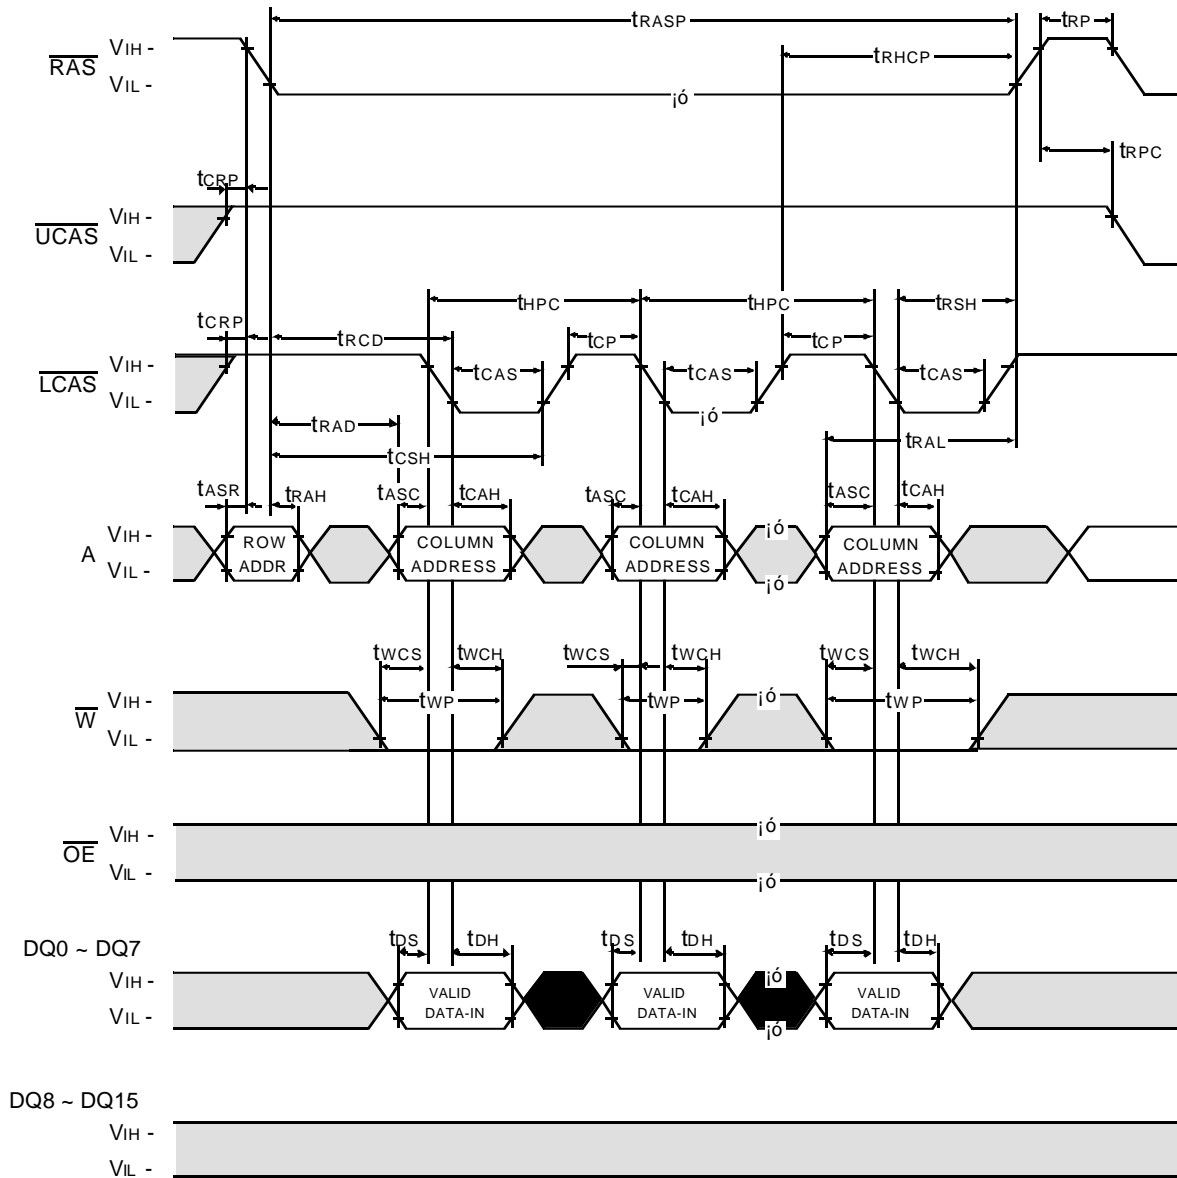 tRASP
tRP
RAS
VIH -
VIL -
tRHCP
¡ó
tRPC
tCRP
UCAS
VIH -
VIL -
tHPC
tHPC
tRSH
tCRP
tRCD
tCP
tCP
LCAS
VIH -
VIL -
tCAS
tCAS
tCAS
¡ó
tRAD
tCSH
tRAL
tASR
tRAH
tASC
tCAH
tASC
tCAH
tASC
tCAH
A
VIH -
VIL -
ROW
ADDR
COLUMN
ADDRESS
COLUMN
ADDRESS
¡ó
¡ó
COLUMN
ADDRESS
tWCS
tWCH
tWCS
tWCH
tWCS
tWCH
W
VIH -
VIL -
tWP
tWP
¡ó
tWP
OE
VIH -
VIL -
¡ó
¡ó
DQ0 ~ DQ7
tDS
tDH
tDS
tDH
tDS
tDH
VIH -
VIL -
VALID
DATA-IN
VALID
DATA-IN
¡ó
¡ó
VALID
DATA-IN
DQ8 ~ DQ15
VIH -
VIL -